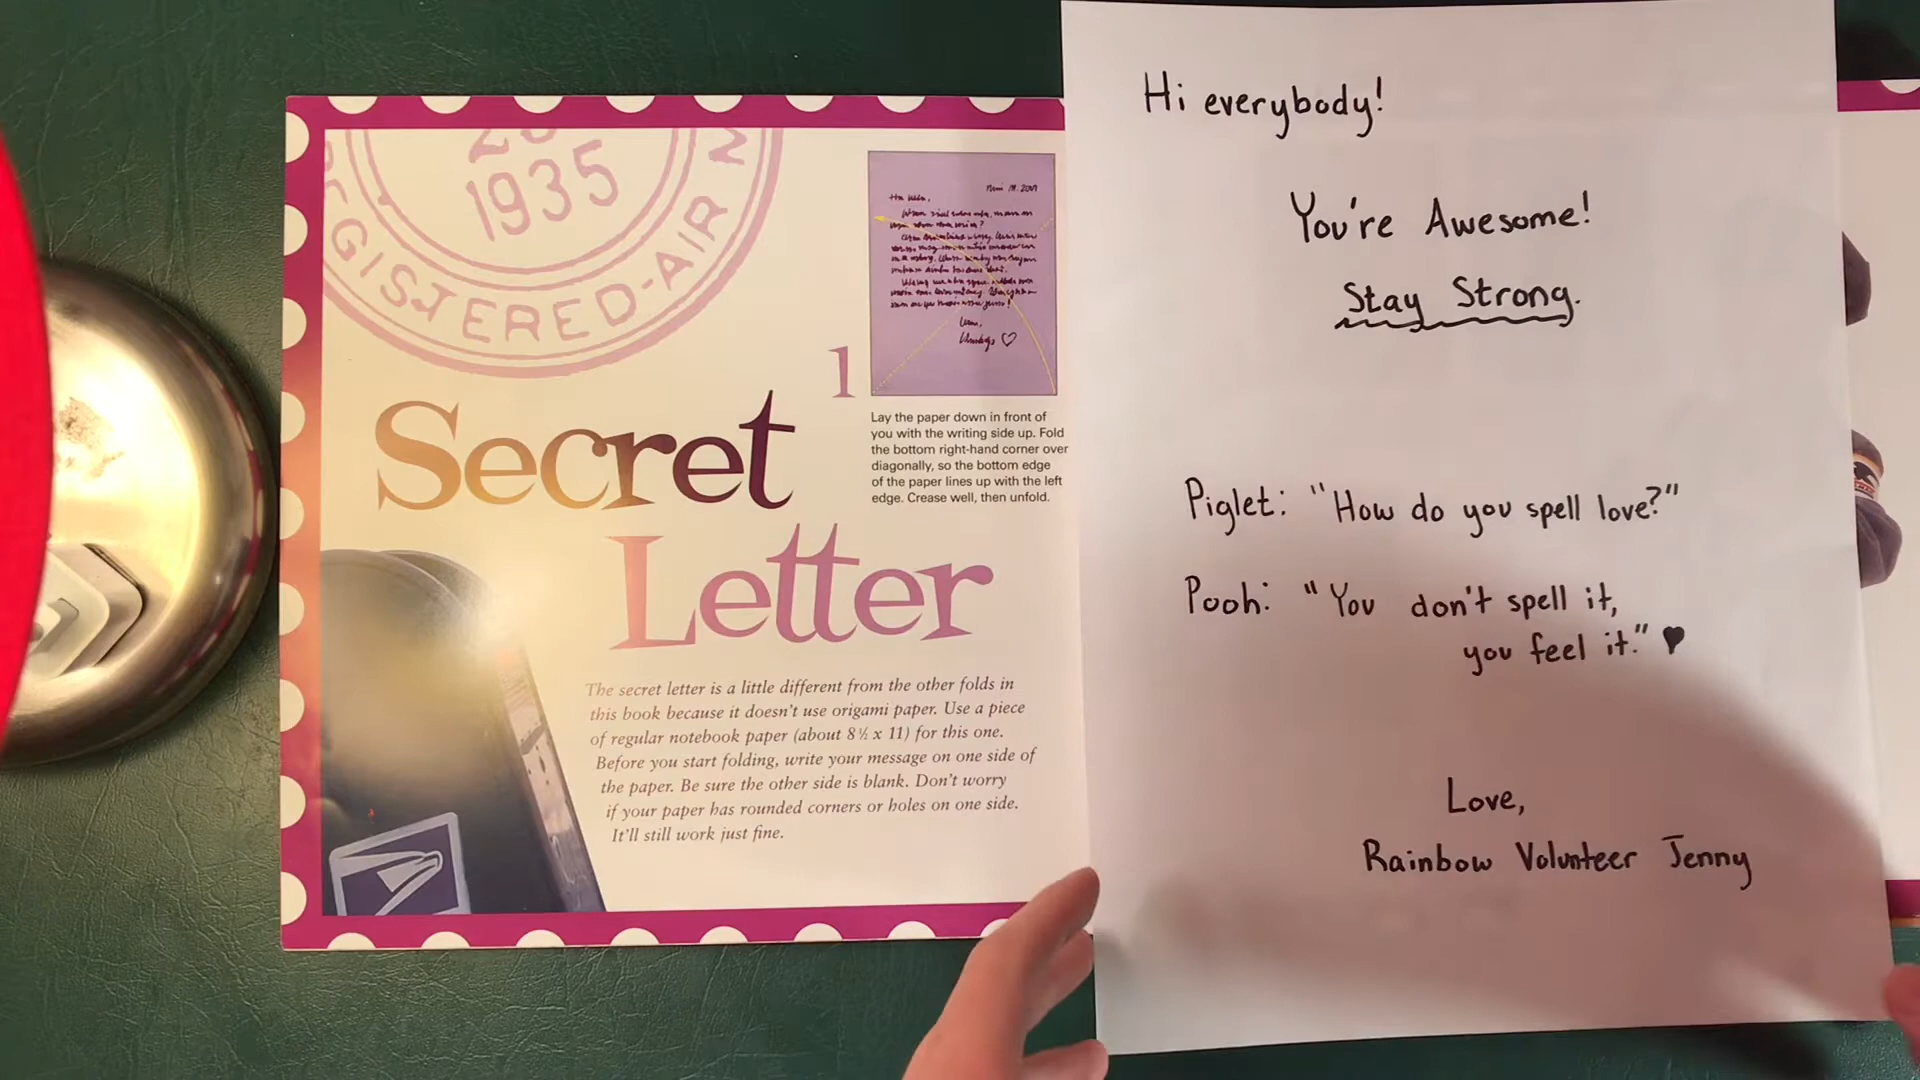 1935
REGISTERED-AIR
Secret
Letter
The secret letter is a little different from the other folds in
this book because it doesn't use origami paper. Use a piece
of regular notebook paper (about 8½ x 11) for this one.
Before you start folding, write your message on one side of
the paper. Be sure the other side is blank. Don't worry
if your paper has rounded corners or holes on one side.
It'll still work just fine.
1
Lay the paper down in front of
you with the writing side up. Fold
the bottom right-hand corner over
diagonally, so the bottom edge
of the paper lines up with the left
edge. Crease well, then unfold.
Hi everybody!
You're Awesome!
Stay Strong.
Piglet: "How do you spell love?"
Pooh: "You don't spell it,
you feel it." ♥
Love,
Rainbow Volunteer Jenny